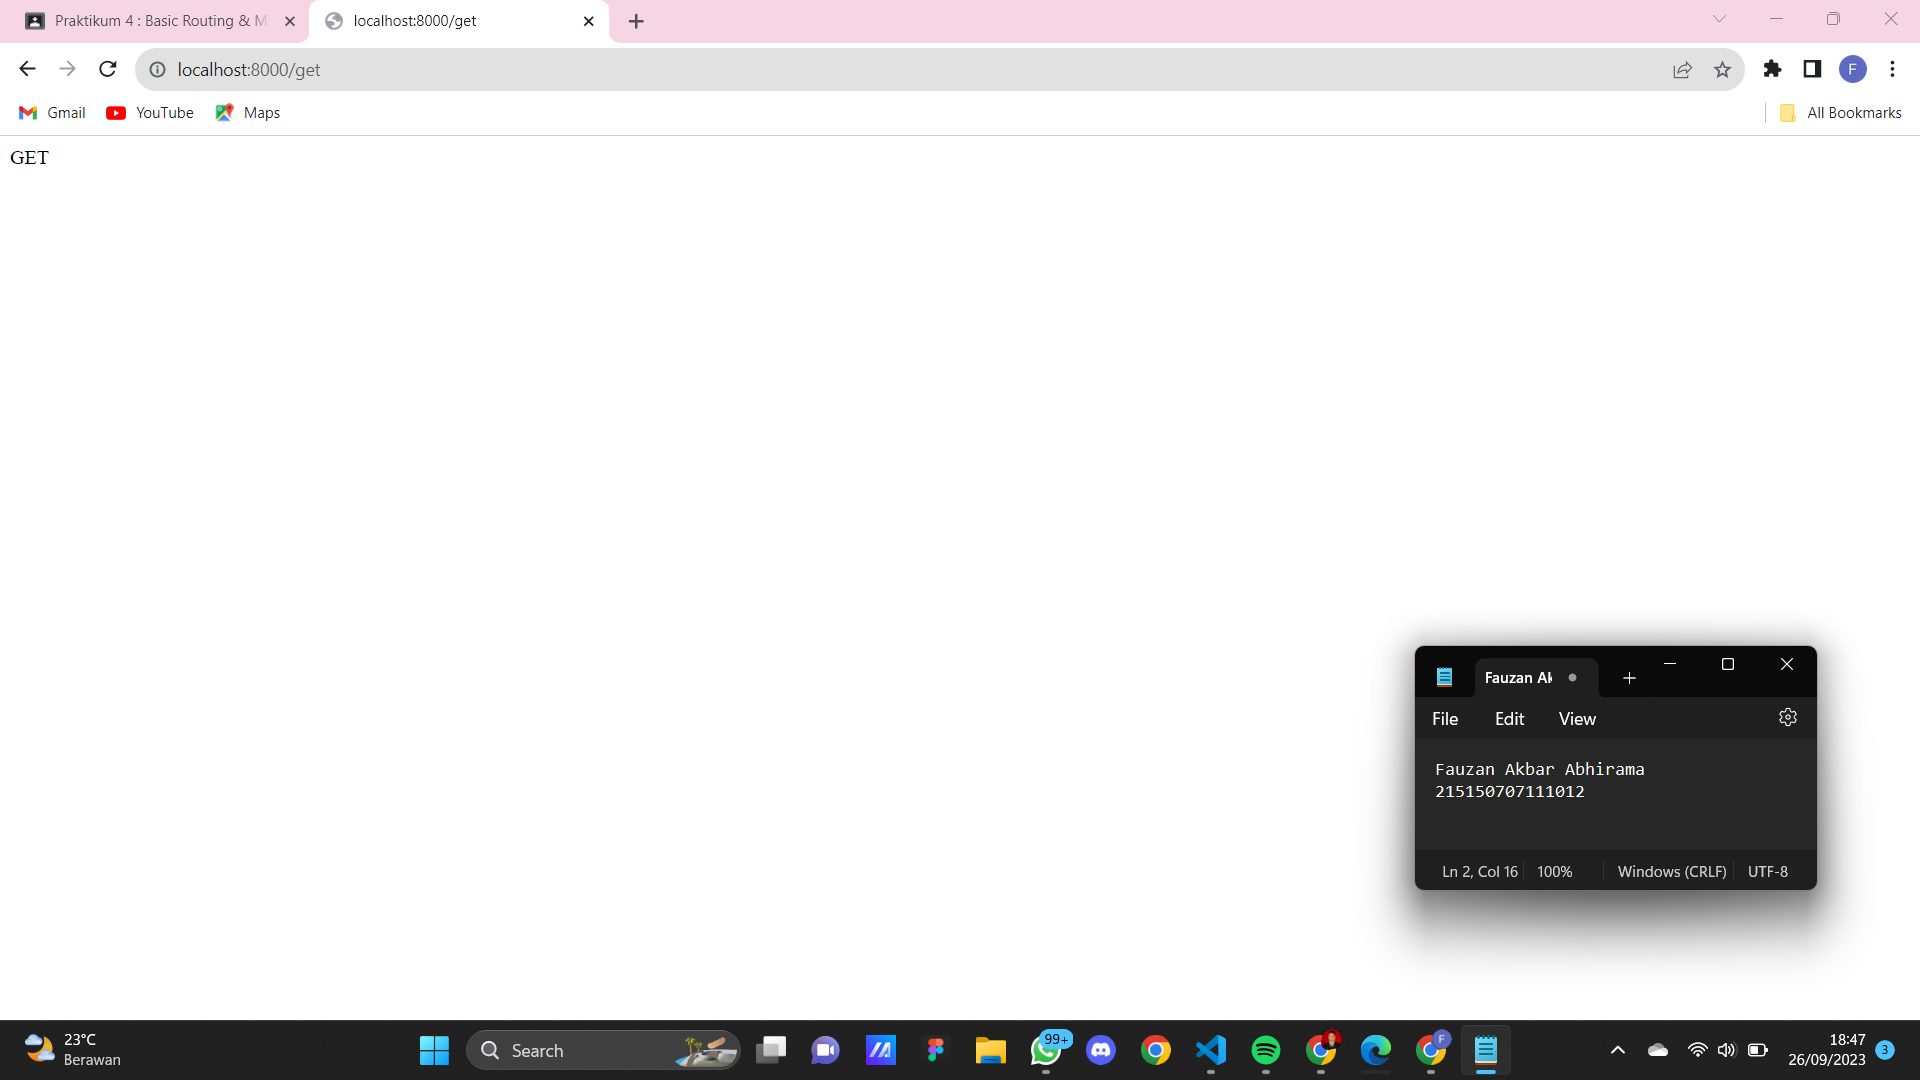 Praktikum 4 : Basic Routing & M
localhost:8000/get
localhost:8000/get
F
Gmail
YouTube
Maps
All Bookmarks
GET
Fauzan Ak
File
Edit
View
Fauzan Akbar Abhirama
215150707111012
Ln 2, Col 16
100%
Windows (CRLF)
UTF-8
23°C
Berawan
Search
99+
F
18:47
26/09/2023
3